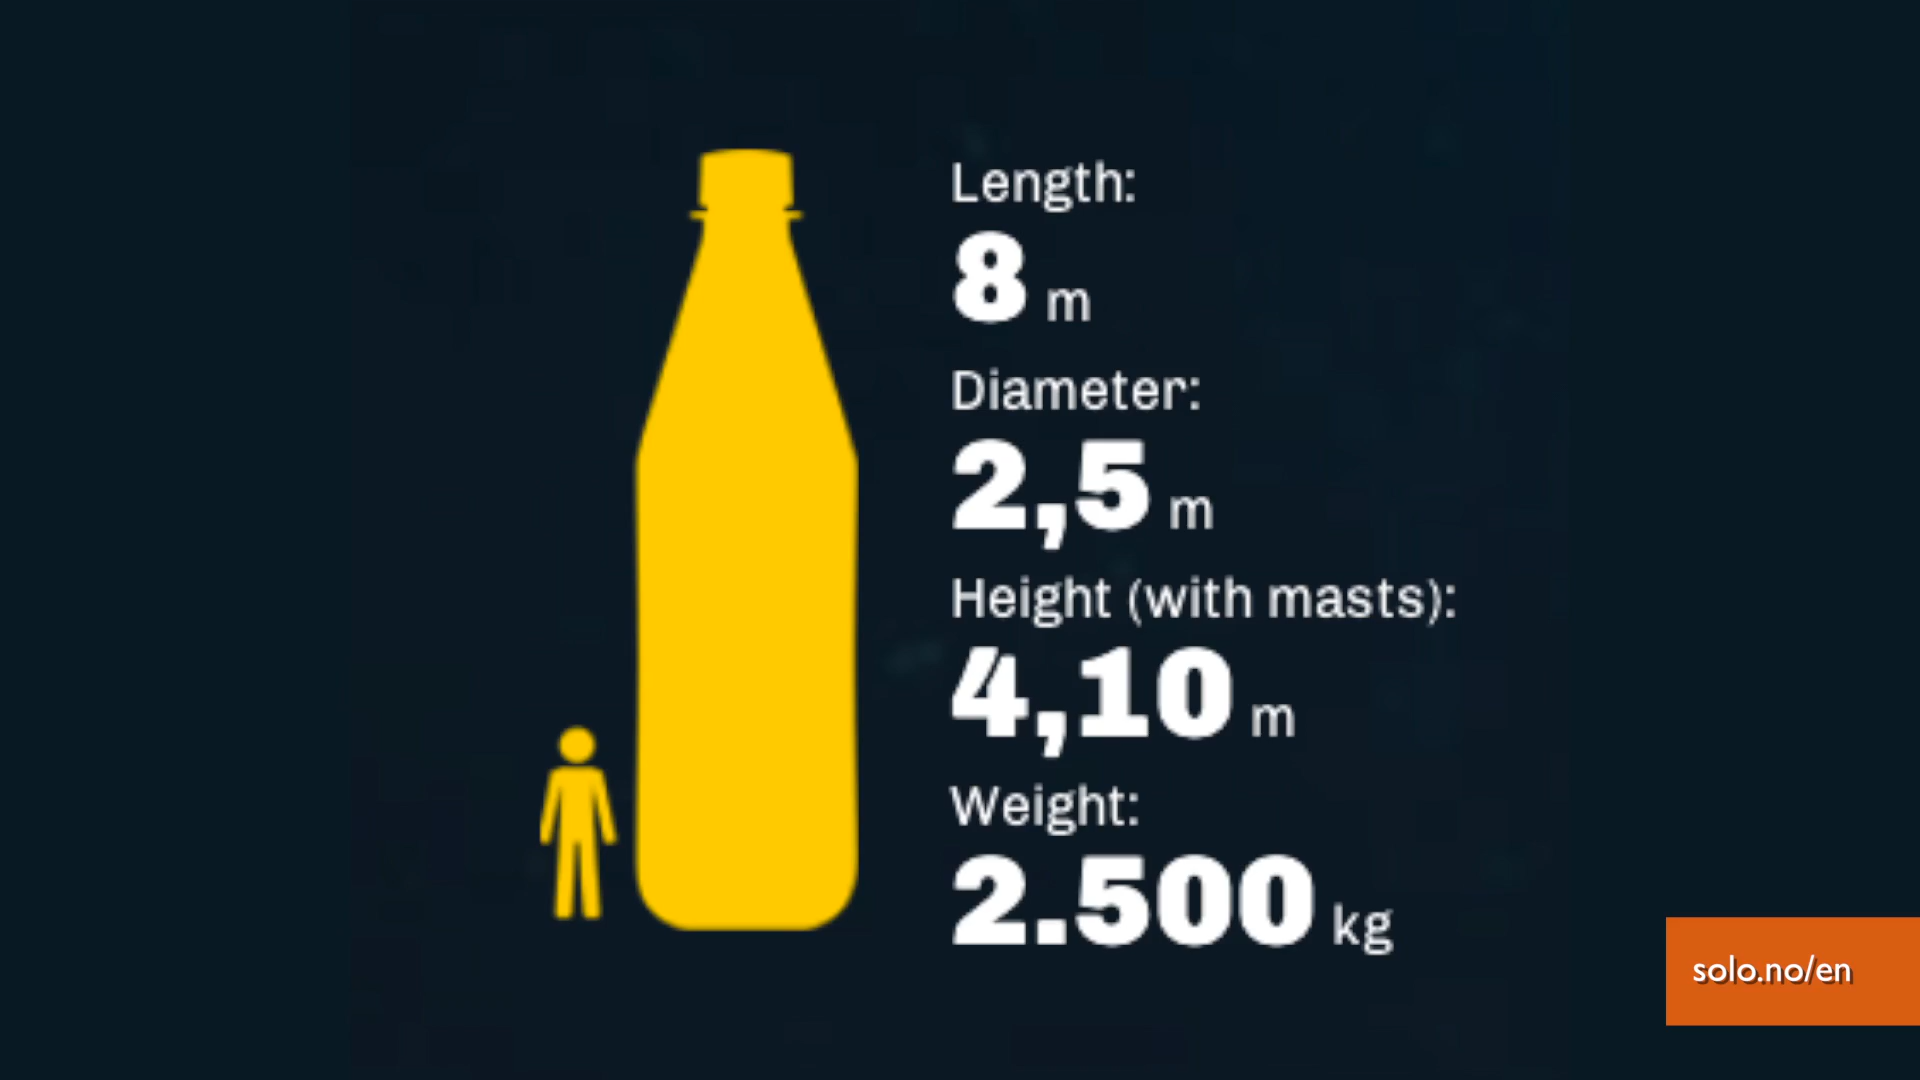 Length:
8 m
Diameter:
2,5 m
Height (with masts):
4,10 m
Weight:
2.500 kg
solo.no/en